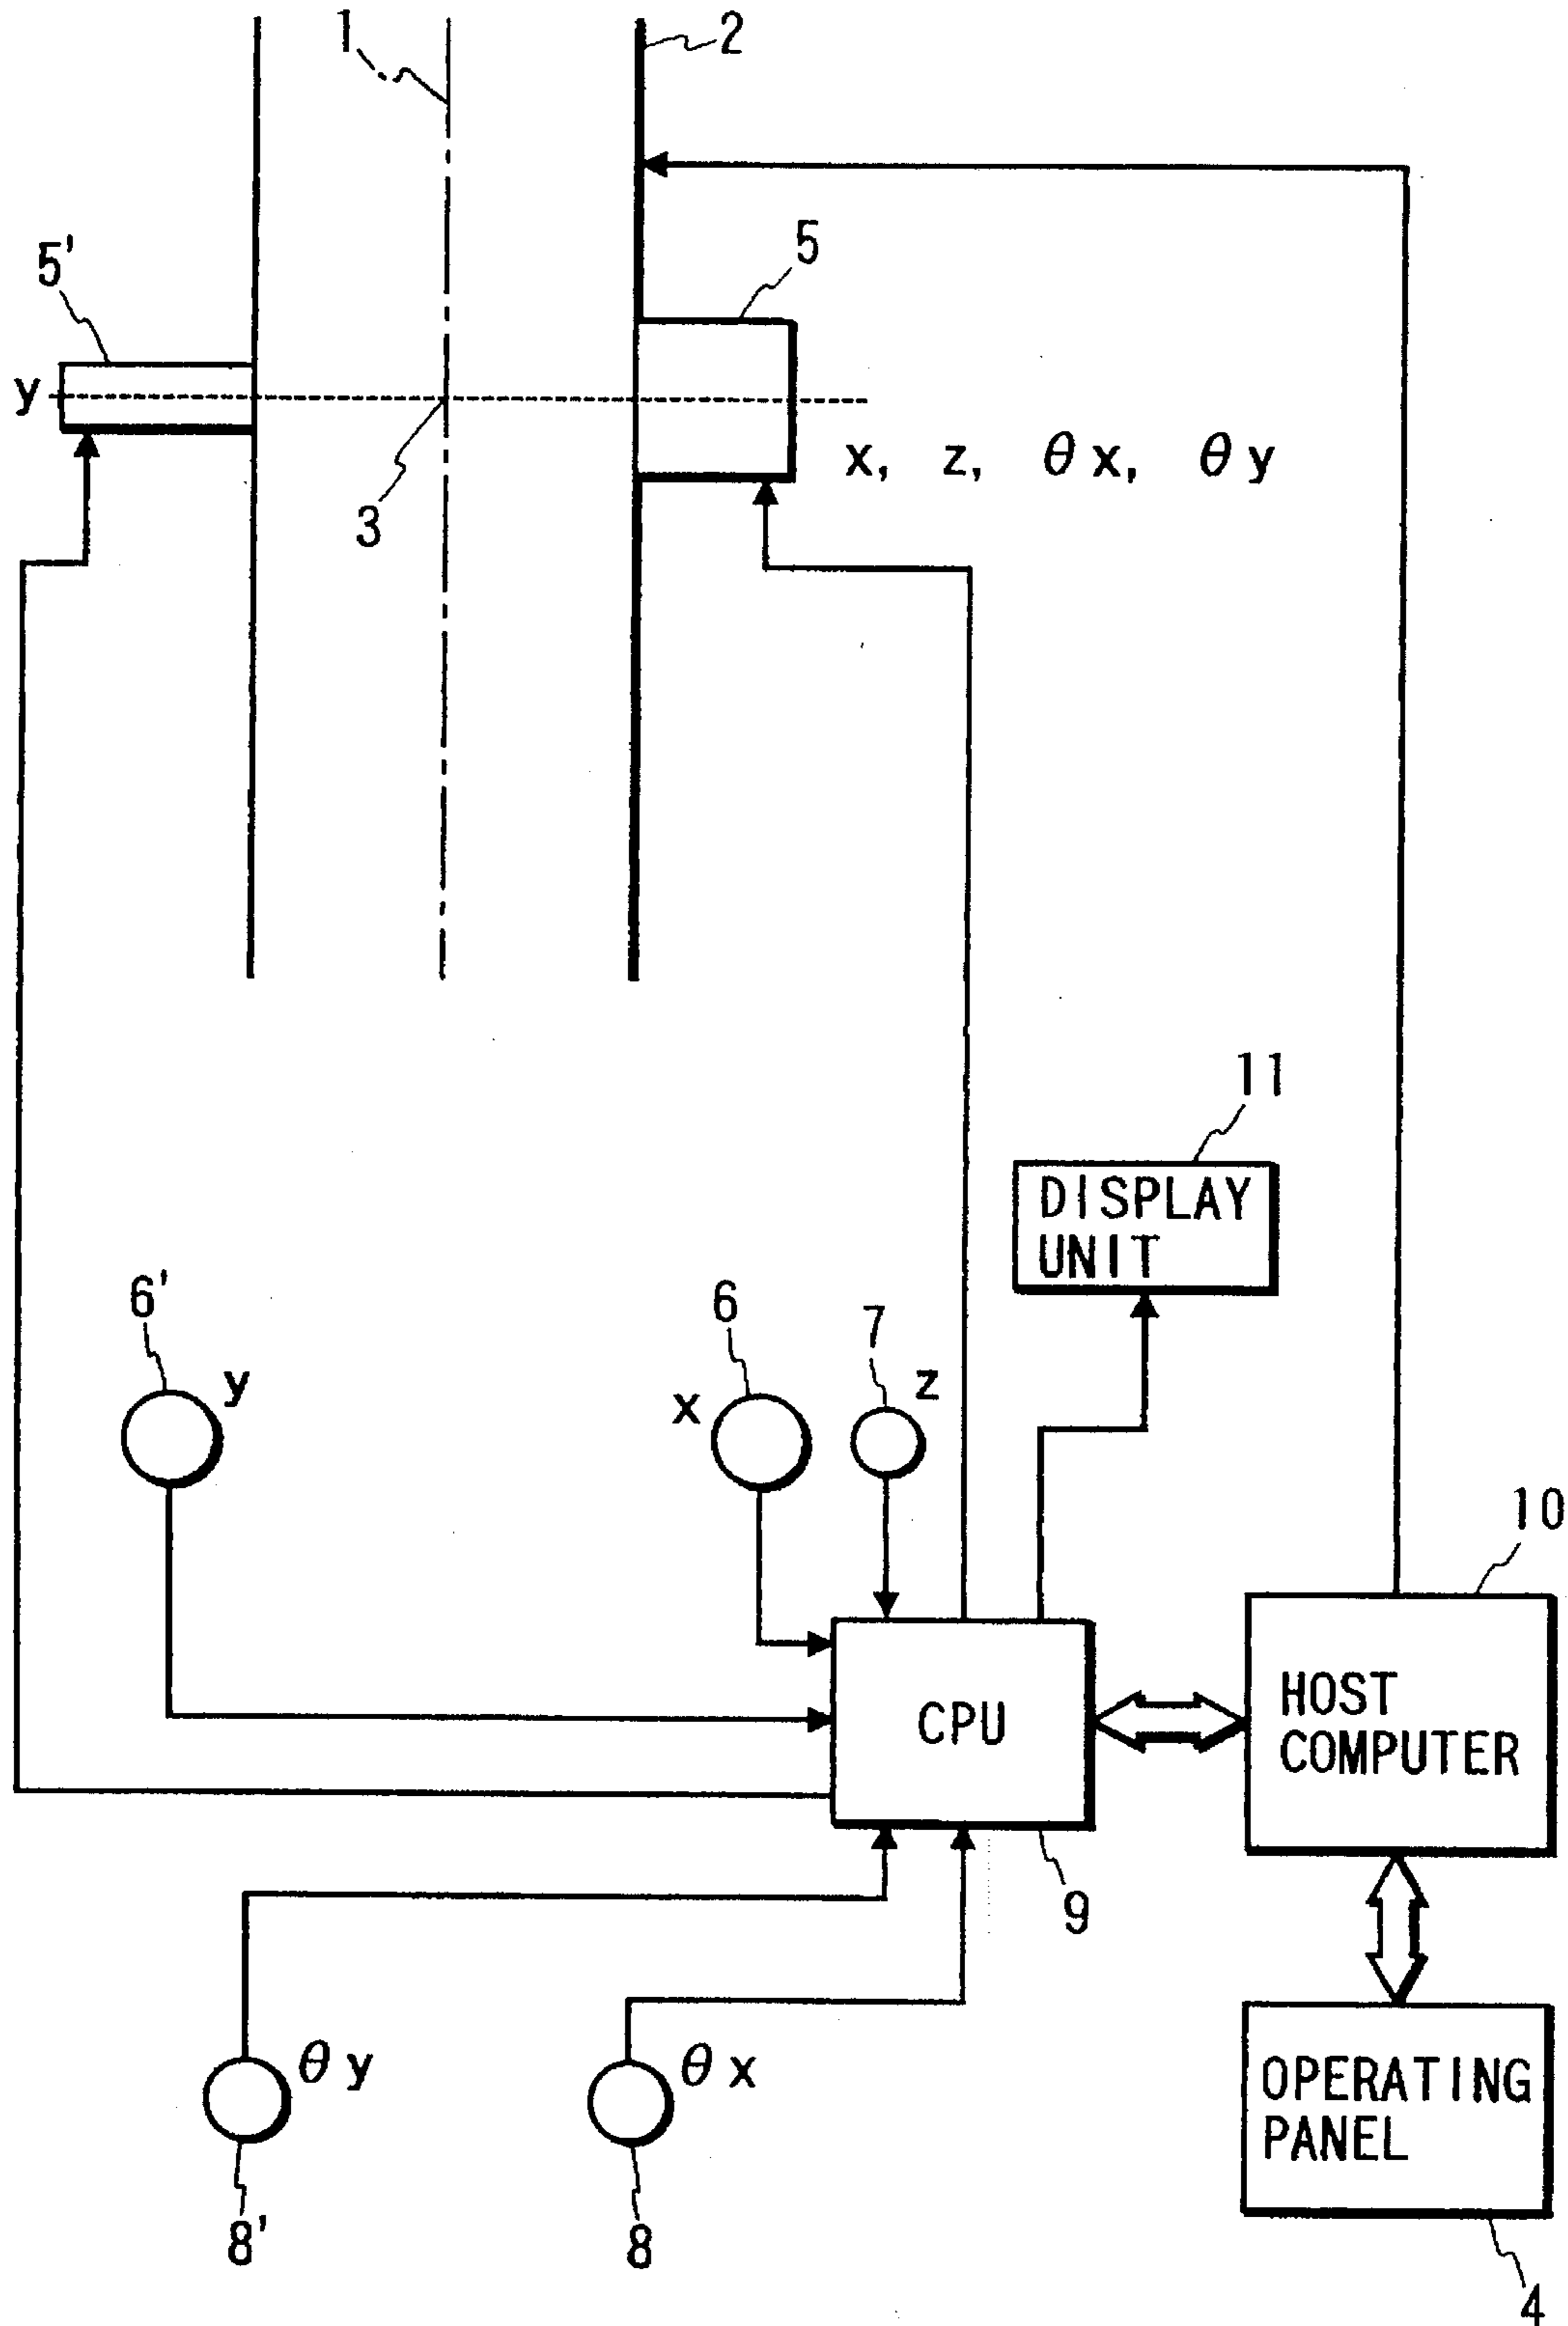 1
2
5'
5
y
x, z, θx, θy
3
11
DISPLAY
UNIT
6'
6
7
y
x
z
10
CPU
HOST
COMPUTER
9
θy
θx
OPERATING
PANEL
8'
8
4